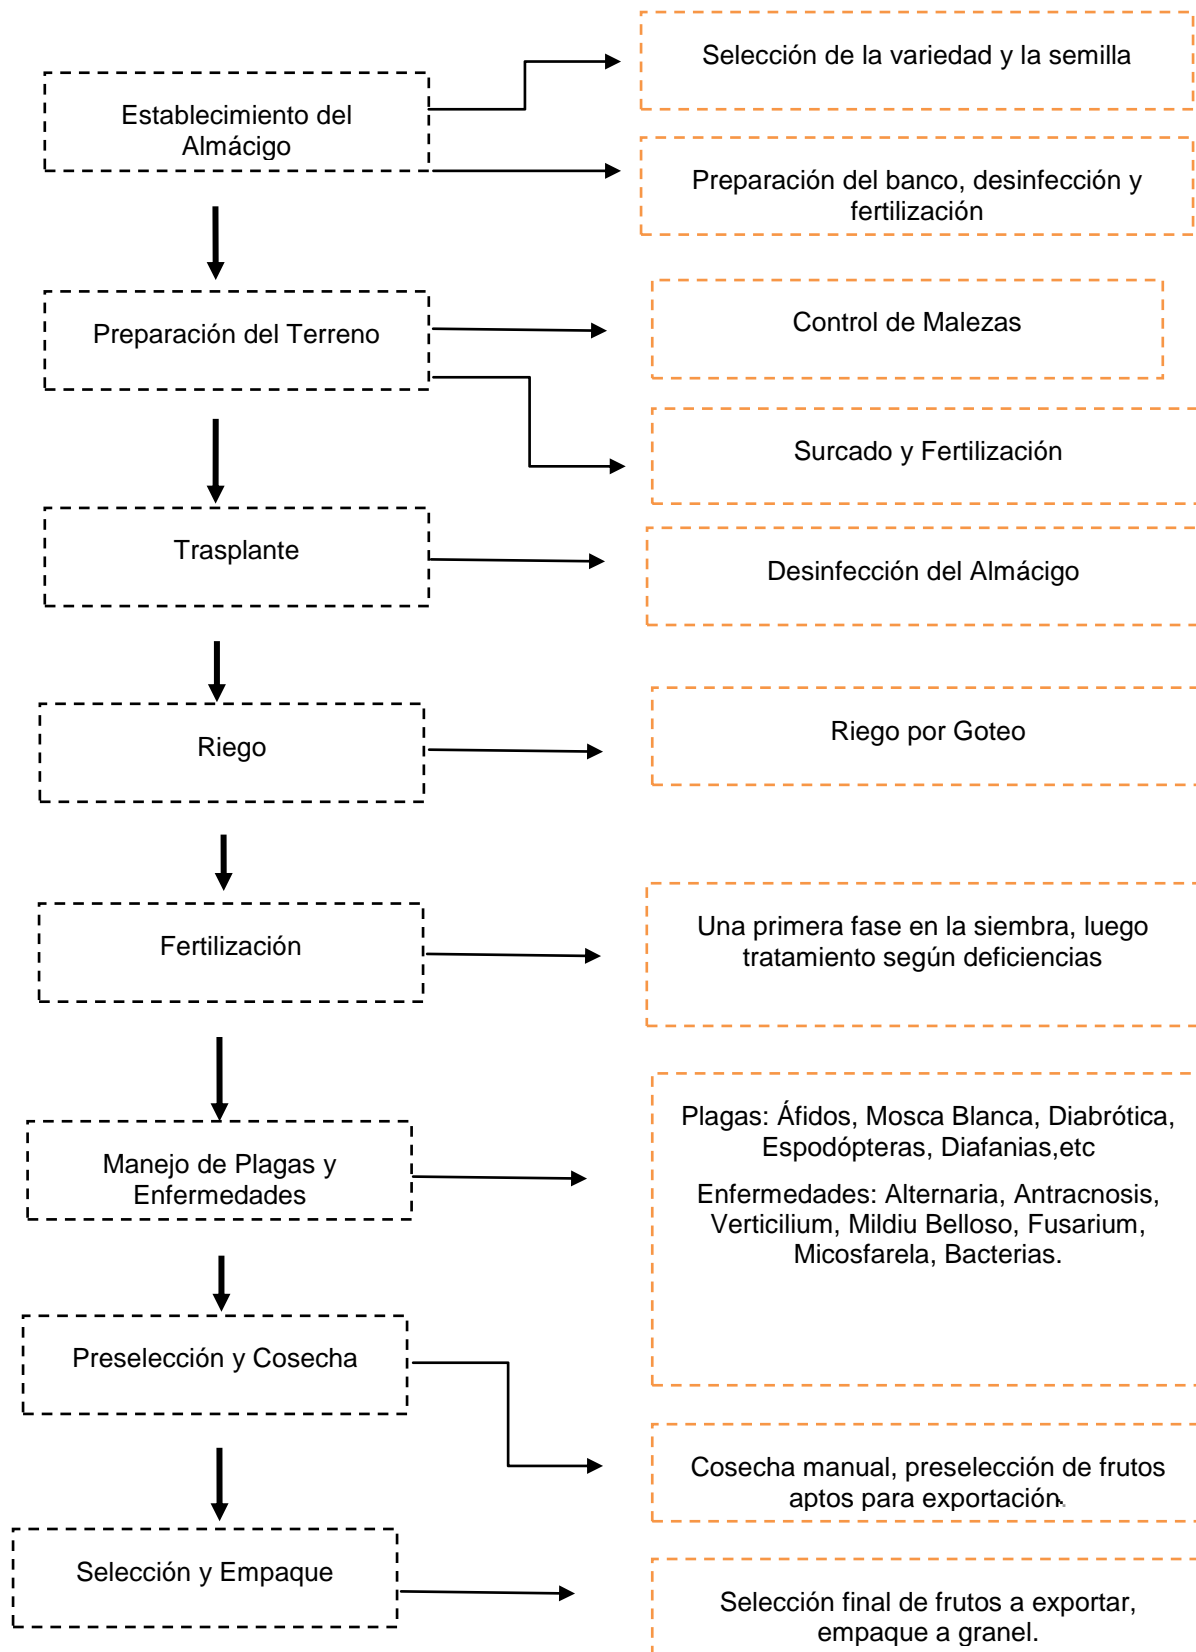 Selección de la variedad y la semilla
Establecimiento del
Almácigo
Preparación del banco, desinfección y
fertilización
Preparación del Terreno
Control de Malezas
Surcado y Fertilización
Trasplante
Desinfección del Almácigo
Riego
Riego por Goteo
Fertilización
Una primera fase en la siembra, luego
tratamiento según deficiencias
Manejo de Plagas y
Enfermedades
Plagas: Áfidos, Mosca Blanca, Diabrótica,
Espodópteras, Diafanias,etc
Enfermedades: Alternaria, Antracnosis,
Verticilium, Mildiu Belloso, Fusarium,
Micosfarela, Bacterias.
Preselección y Cosecha
Cosecha manual, preselección de frutos
aptos para exportación.
Selección y Empaque
Selección final de frutos a exportar,
empaque a granel.